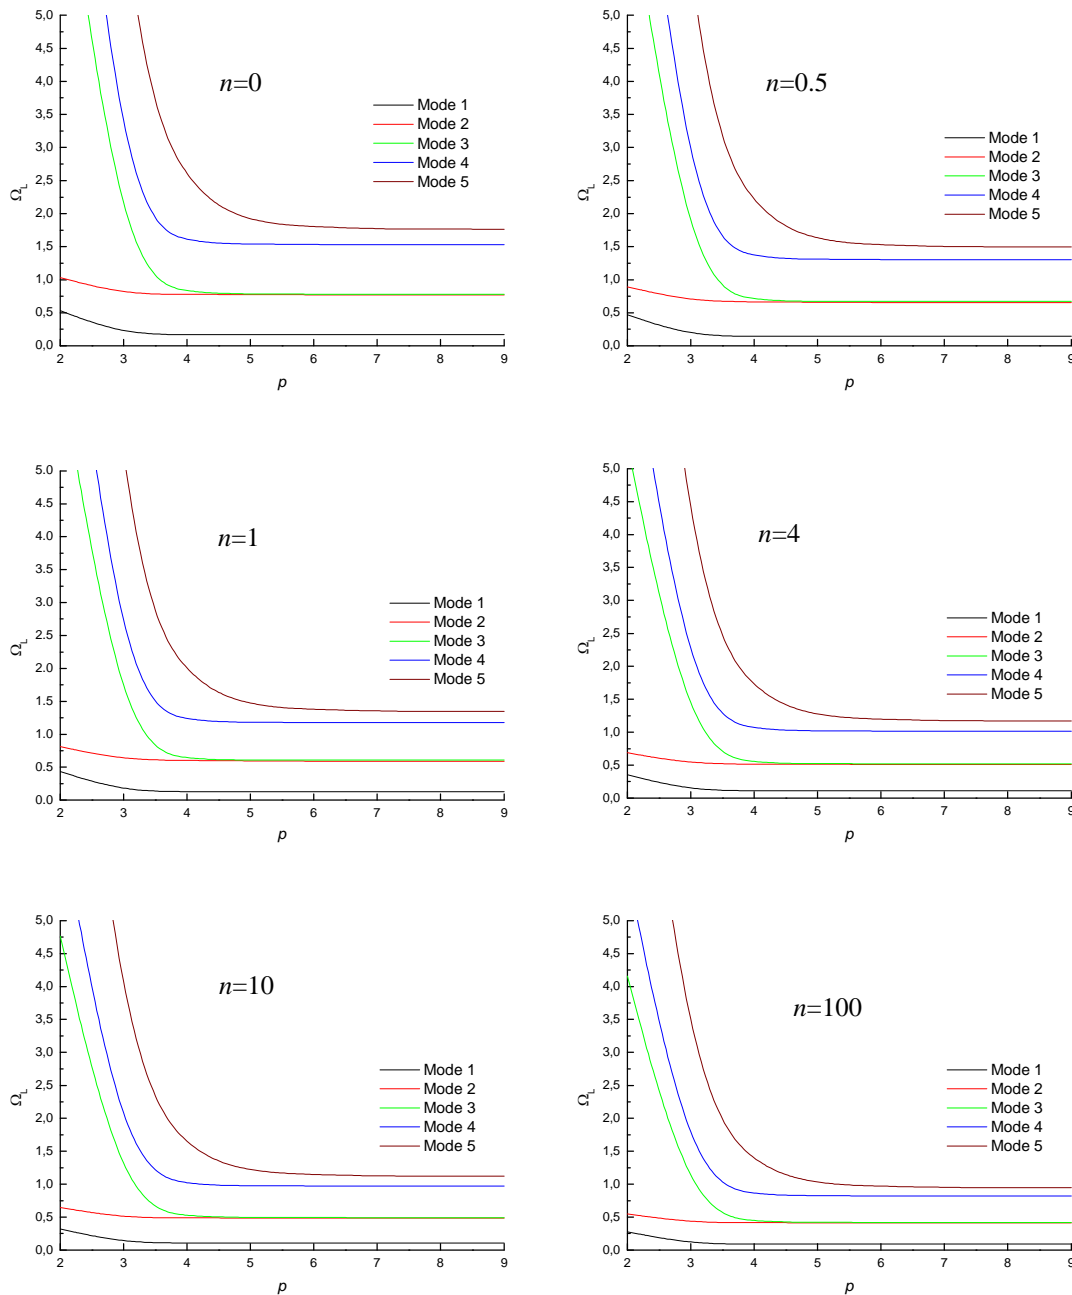 5,0
4,5
4,0
3,5
3,0
2,5
2,0
1,5
1,0
0,5
0,0
Ω_L
n=0
Mode 1
Mode 2
Mode 3
Mode 4
Mode 5
2 3 4 5 6 7 8 9
p
5,0
4,5
4,0
3,5
3,0
2,5
2,0
1,5
1,0
0,5
0,0
Ω_L
n=0.5
Mode 1
Mode 2
Mode 3
Mode 4
Mode 5
2 3 4 5 6 7 8 9
p
5.0
4.5
4.0
3.5
3.0
2.5
2.0
1.5
1.0
0.5
0.0
Ω_L
n=1
Mode 1
Mode 2
Mode 3
Mode 4
Mode 5
2 3 4 5 6 7 8 9
p
5,0
4,5
4,0
3,5
3,0
2,5
2,0
1,5
1,0
0,5
0,0
Ω_L
n=4
Mode 1
Mode 2
Mode 3
Mode 4
Mode 5
2 3 4 5 6 7 8 9
p
5,0
4,5
4,0
3,5
3,0
2,5
2,0
1,5
1,0
0,5
0,0
Ω_L
n=10
Mode 1
Mode 2
Mode 3
Mode 4
Mode 5
2 3 4 5 6 7 8 9
p
5,0
4,5
4,0
3,5
3,0
2,5
2,0
1,5
1,0
0,5
0,0
Ω_L
n=100
Mode 1
Mode 2
Mode 3
Mode 4
Mode 5
2 3 4 5 6 7 8 9
p